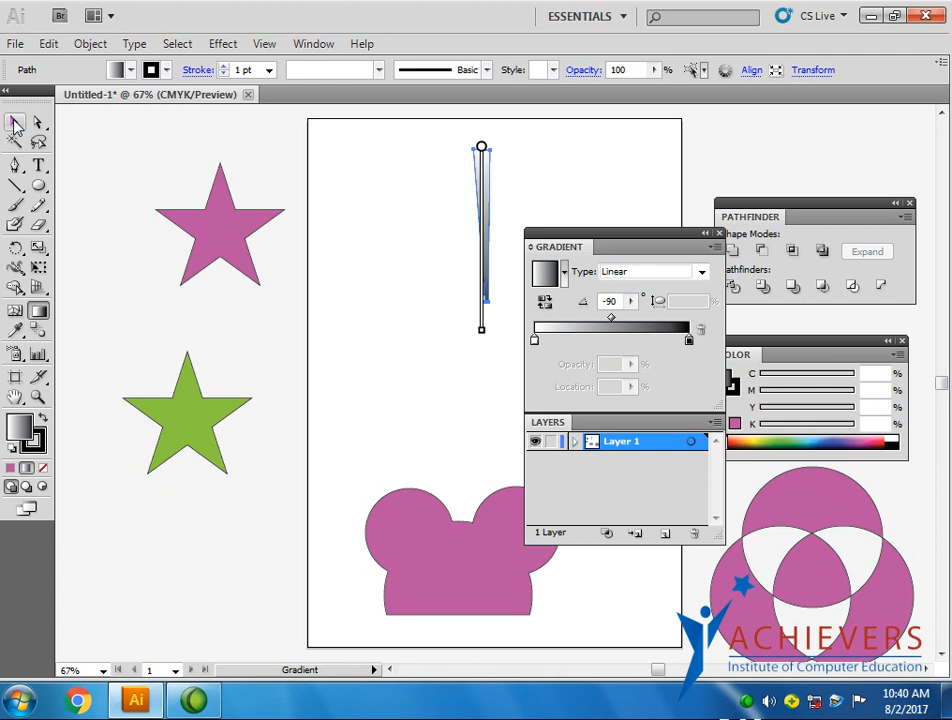 Ai Br ESSENTIALS CS Live
File Edit Object Type Select Effect View Window Help
Path Stroke: 1 pt Basic Style: Opacity: 100 % Align Transform
Untitled-1* @ 67% (CMYK/Preview)
PATHFINDER
Shape Modes:
Expand
Pathfinders:
GRADIENT
Type: Linear
-90 ° %
Opacity: %
Location: %
COLOR
C %
M %
Y %
K %
LAYERS
Layer 1
1 Layer
ACHIEVERS
Institute of Computer Education
67% 1 Gradient
Ai
10:40 AM
8/2/2017